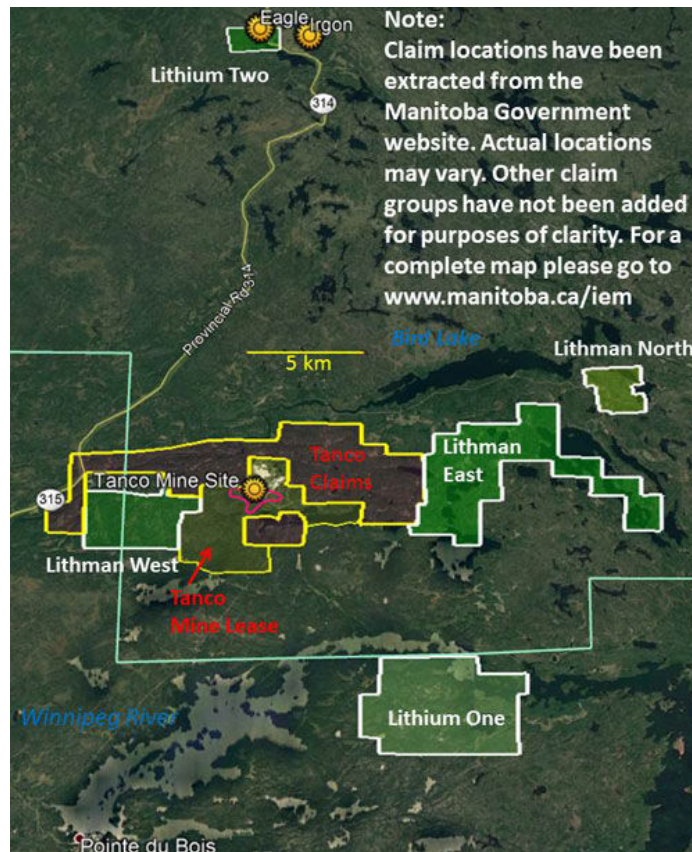 Eagle
Irgon
Note:
Claim locations have been
extracted from the
Manitoba Government
website. Actual locations
may vary. Other claim
groups have not been added
for purposes of clarity. For a
complete map please go to
www.manitoba.ca/iem
Lithium Two
314
Provincial Rd 314
Bird Lake
5 km
Lithman North
Lithman
East
Tanco
Claims
Tanco Mine Site
315
Lithman West
Tanco
Mine Lease
Winnipeg River
Lithium One
Pointe du Bois